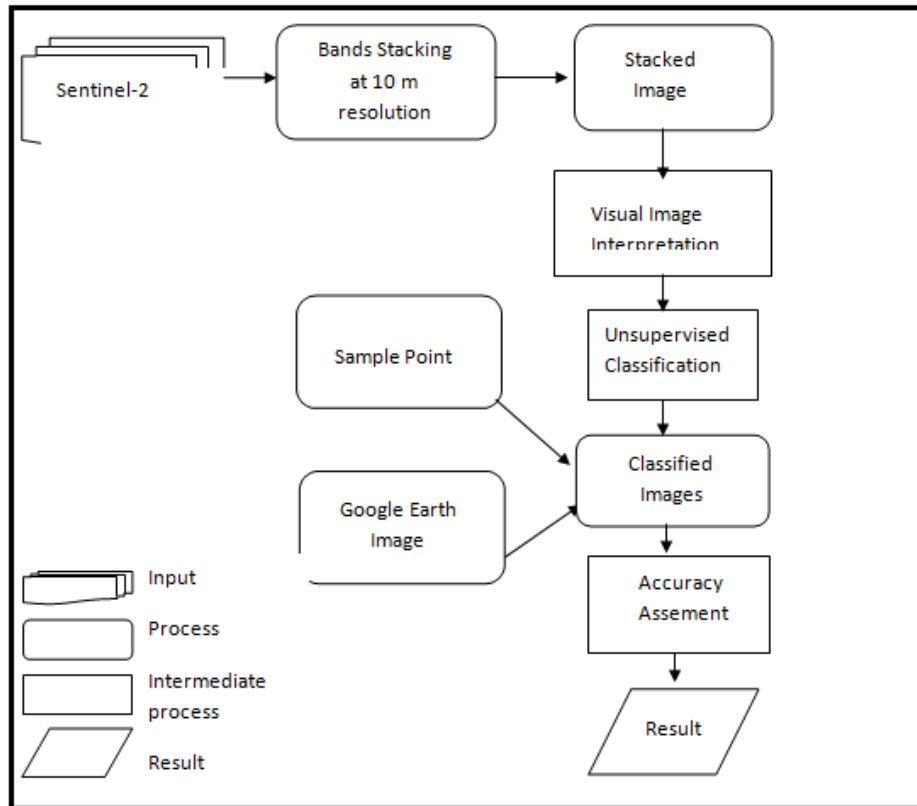 Sentinel-2
Bands Stacking
at 10 m
resolution
Stacked
Image
Visual Image
Interpretation
Unsupervised
Classification
Sample Point
Classified
Images
Google Earth
Image
Accuracy
Assement
Result
Input
Process
Intermediate
process
Result